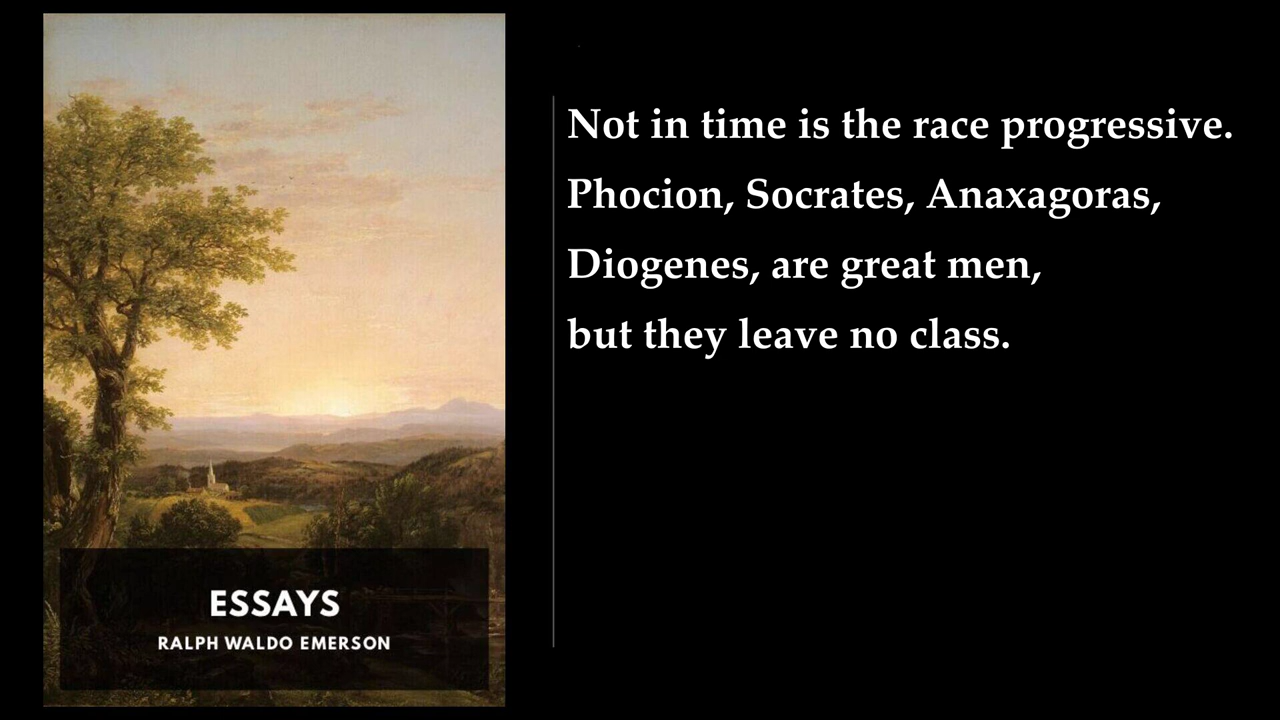 ESSAYS
RALPH WALDO EMERSON
Not in time is the race progressive.
Phocion, Socrates, Anaxagoras,
Diogenes, are great men,
but they leave no class.